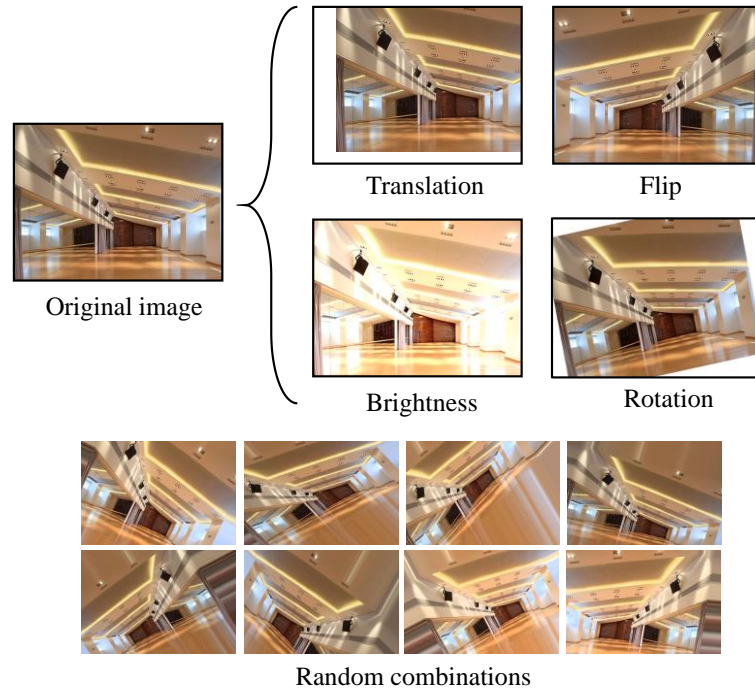 Translation
Flip
Original image
Brightness
Rotation
Random combinations